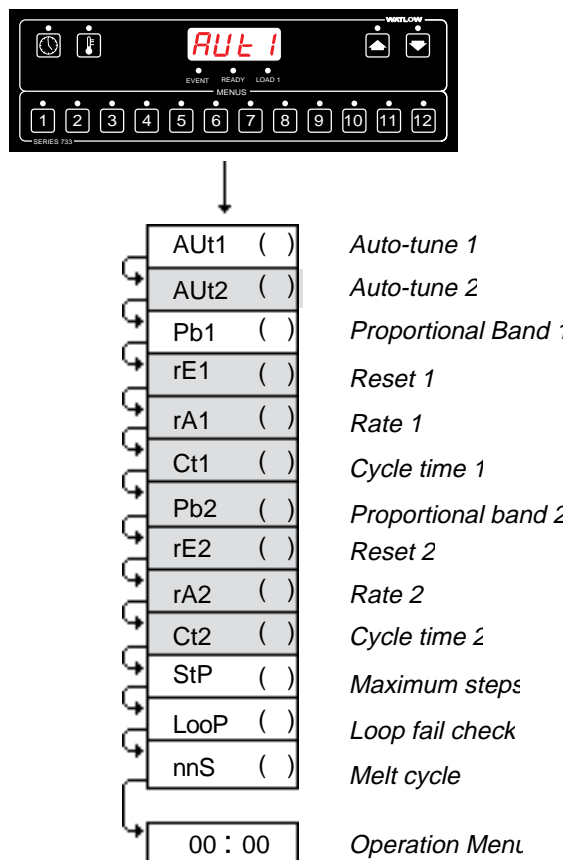 WATLOW
AUt 1
EVENT READY LOAD 1
MENUS
1 2 3 4 5 6 7 8 9 10 11 12
SERIES 733
AUt1 ( ) Auto-tune 1
AUt2 ( ) Auto-tune 2
Pb1 ( ) Proportional Band 1
rE1 ( ) Reset 1
rA1 ( ) Rate 1
Ct1 ( ) Cycle time 1
Pb2 ( ) Proportional band 2
rE2 ( ) Reset 2
rA2 ( ) Rate 2
Ct2 ( ) Cycle time 2
StP ( ) Maximum steps
LooP ( ) Loop fail check
nnS ( ) Melt cycle
00 : 00 Operation Menu